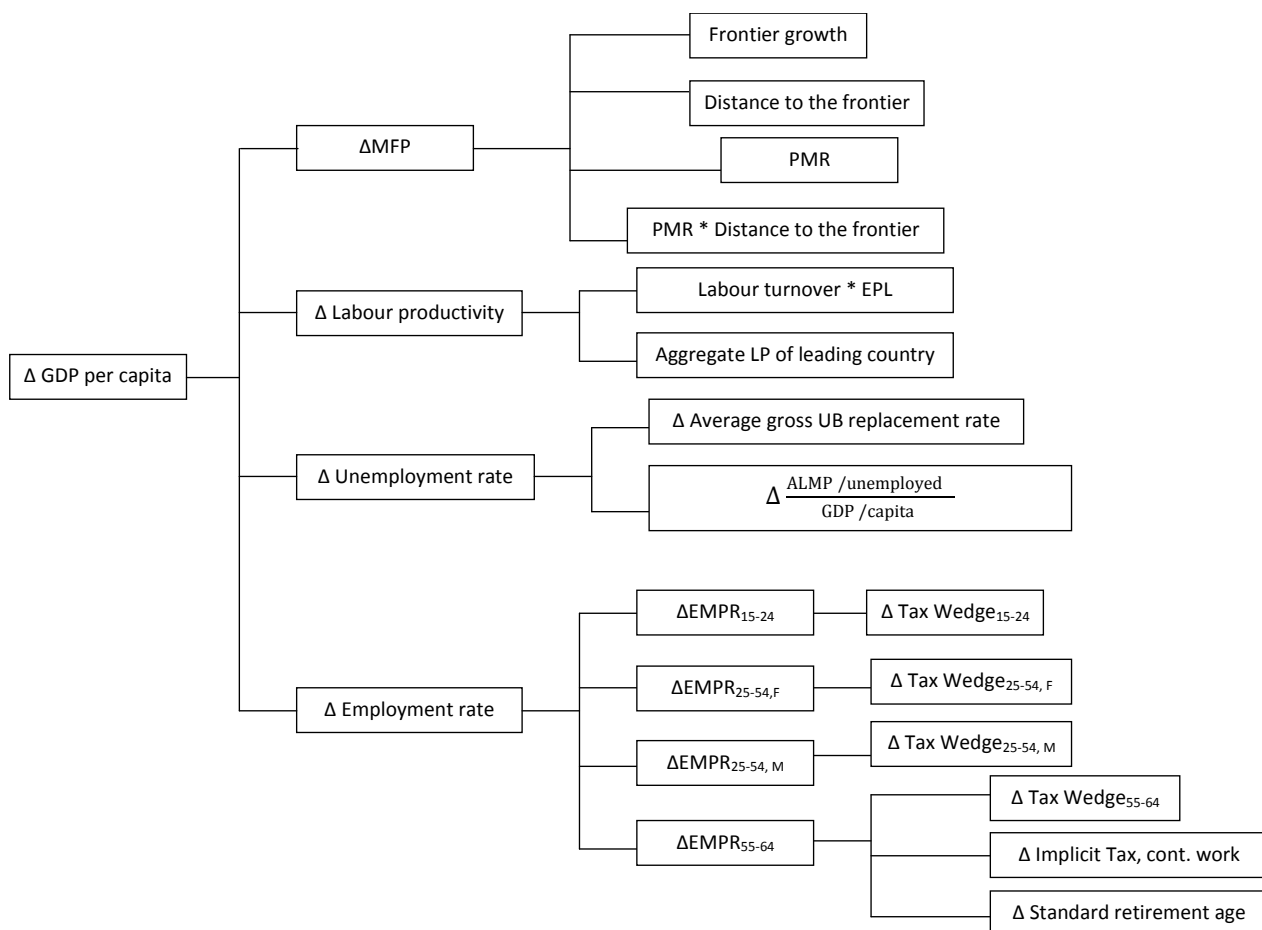 Frontier growth
Distance to the frontier
ΔMFP
PMR
PMR * Distance to the frontier
Labour turnover * EPL
Δ Labour productivity
Aggregate LP of leading country
Δ GDP per capita
Δ Average gross UB replacement rate
Δ Unemployment rate
Δ ALMP /unemployed
GDP /capita
ΔEMPR15-24
Δ Tax Wedge15-24
ΔEMPR25-54,F
Δ Tax Wedge25-54, F
Δ Employment rate
ΔEMPR25-54, M
Δ Tax Wedge25-54, M
Δ Tax Wedge55-64
ΔEMPR55-64
Δ Implicit Tax, cont. work
Δ Standard retirement age